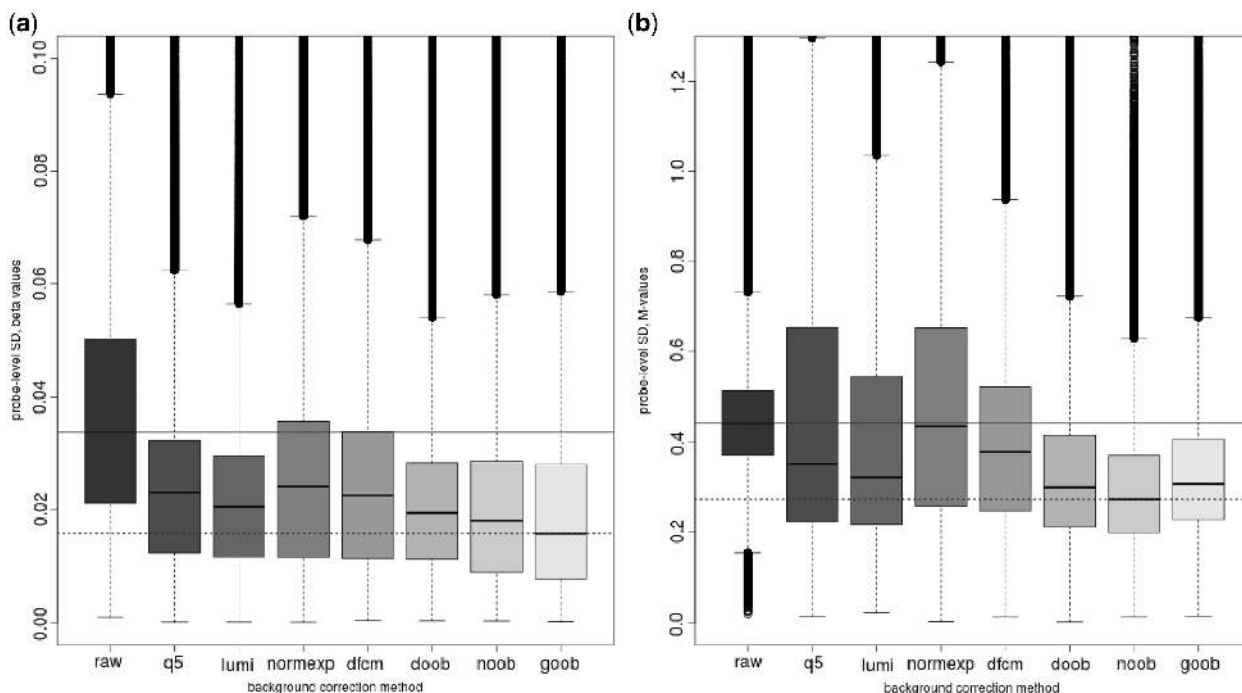 (a)
probe-level SD, beta values
0.10
0.08
0.06
0.04
0.02
0.00
raw q5 lumi normexp dfcm doob noob goob
background correction method
(b)
probe-level SD, M-values
1.2
1.0
0.8
0.6
0.4
0.2
0.0
raw q5 lumi normexp dfcm doob noob goob
background correction method